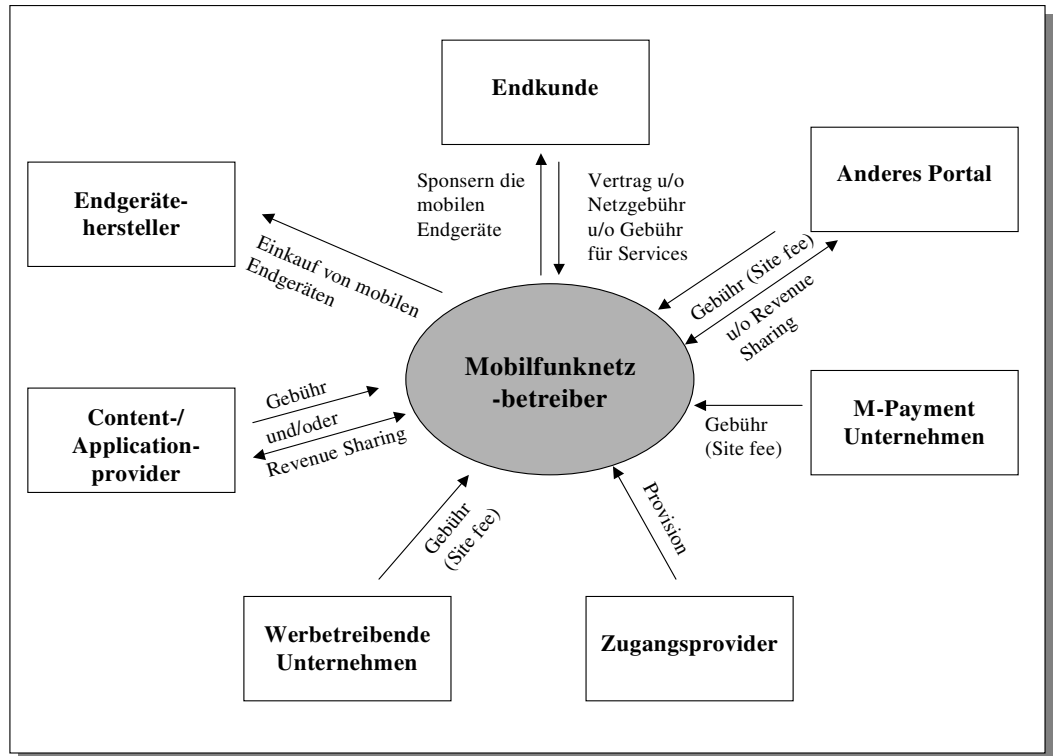 Endkunde
Anderes Portal
Endgeräte-
hersteller
Sponsern die
mobilen
Endgeräte
Vertrag u/o
Netzgebühr
u/o Gebühr
für Services
Einkauf von mobilen
Endgeräten
Gebühr (Site fee)
u/o Revenue
Sharing
Mobilfunknetz
-betreiber
Content-/
Application-
provider
Gebühr
und/oder
Revenue Sharing
M-Payment
Unternehmen
Gebühr
(Site fee)
Gebühr
(Site fee)
Provision
Werbetreibende
Unternehmen
Zugangsprovider